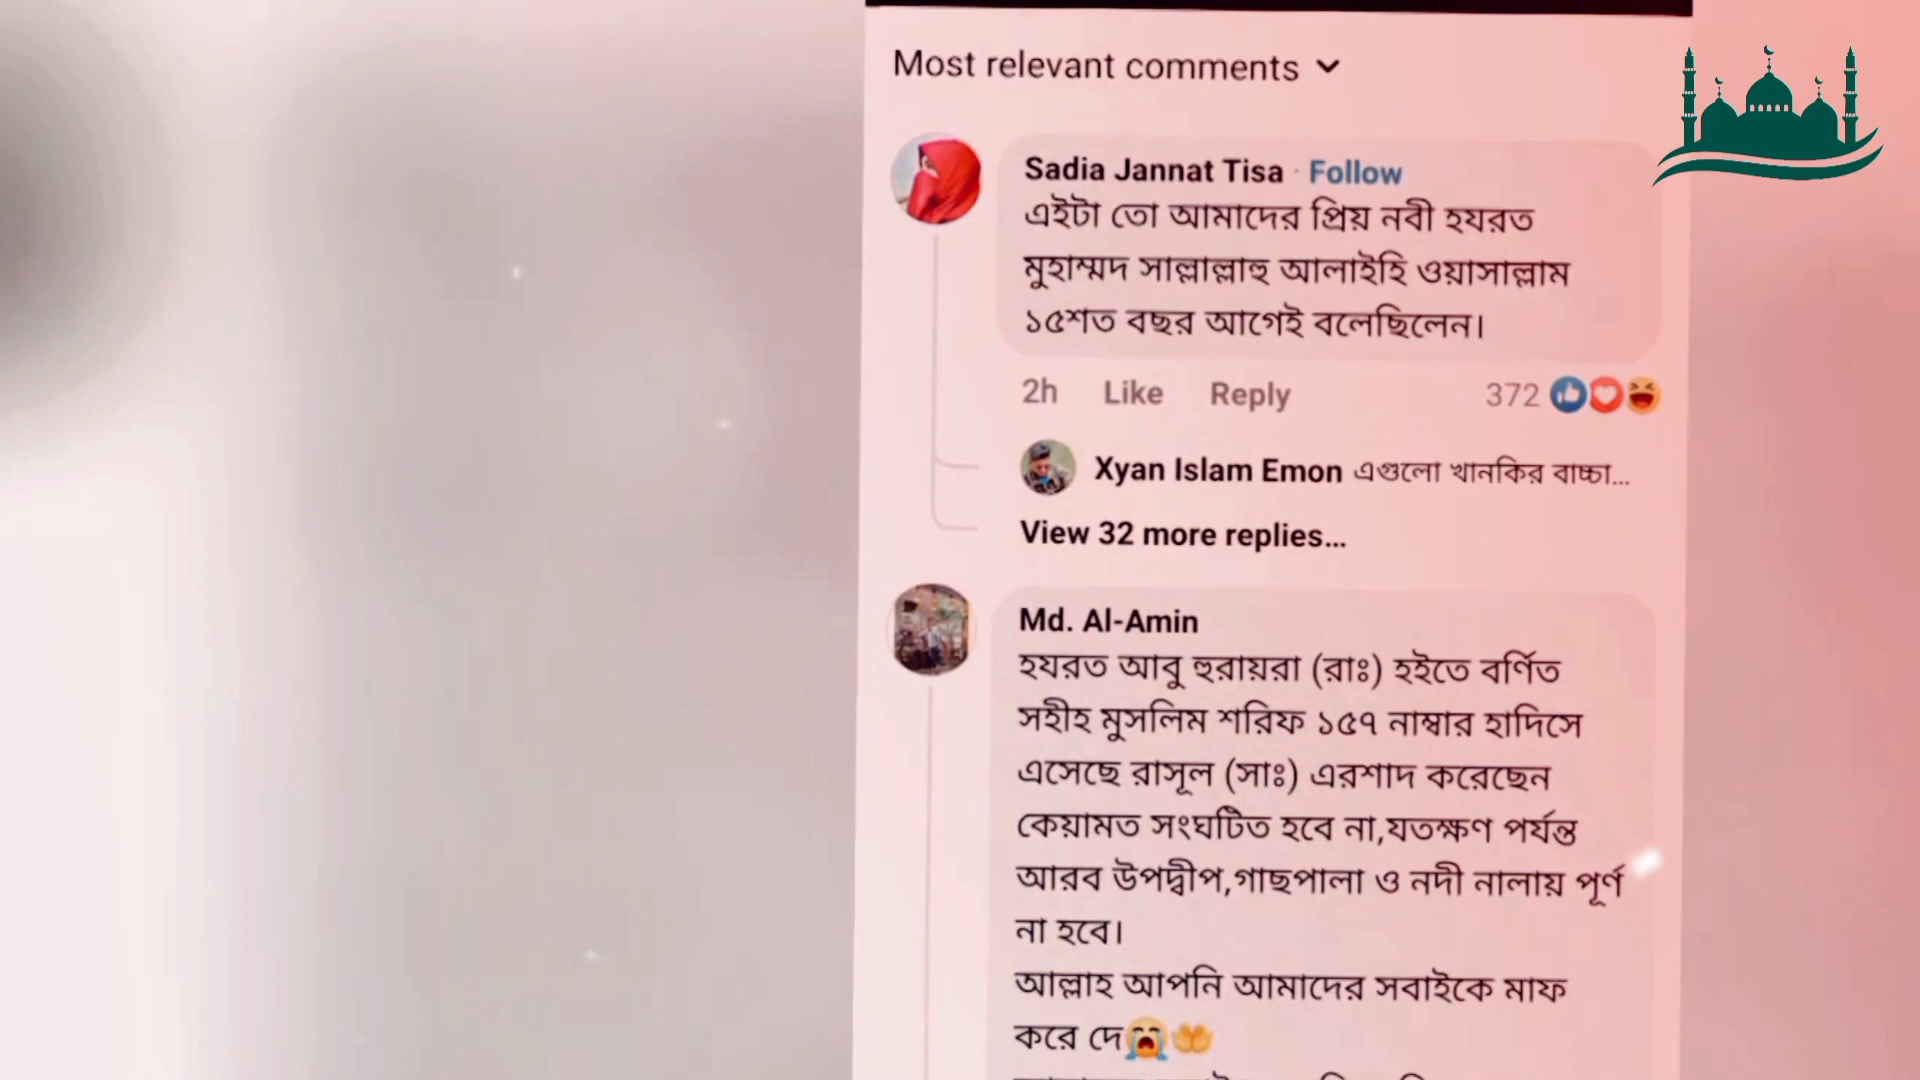 Most relevant comments
Sadia Jannat Tisa · Follow
এইটা তো আমাদের প্রিয় নবী হযরত
মুহাম্মদ সাল্লাল্লাহু আলাইহি ওয়াসাল্লাম
১৫শত বছর আগেই বলেছিলেন।
2h Like Reply 372
Xyan Islam Emon এগুলো খানকির বাচ্চা...
View 32 more replies...
Md. Al-Amin
হযরত আবু হুরায়রা (রাঃ) হইতে বর্ণিত
সহীহ মুসলিম শরিফ ১৫৭ নাম্বার হাদিসে
এসেছে রাসূল (সাঃ) এরশাদ করেছেন
কেয়ামত সংঘটিত হবে না,যতক্ষণ পর্যন্ত
আরব উপদ্বীপ,গাছপালা ও নদী নালায় পূর্ণ
না হবে।
আল্লাহ আপনি আমাদের সবাইকে মাফ
করে দে😭🤲